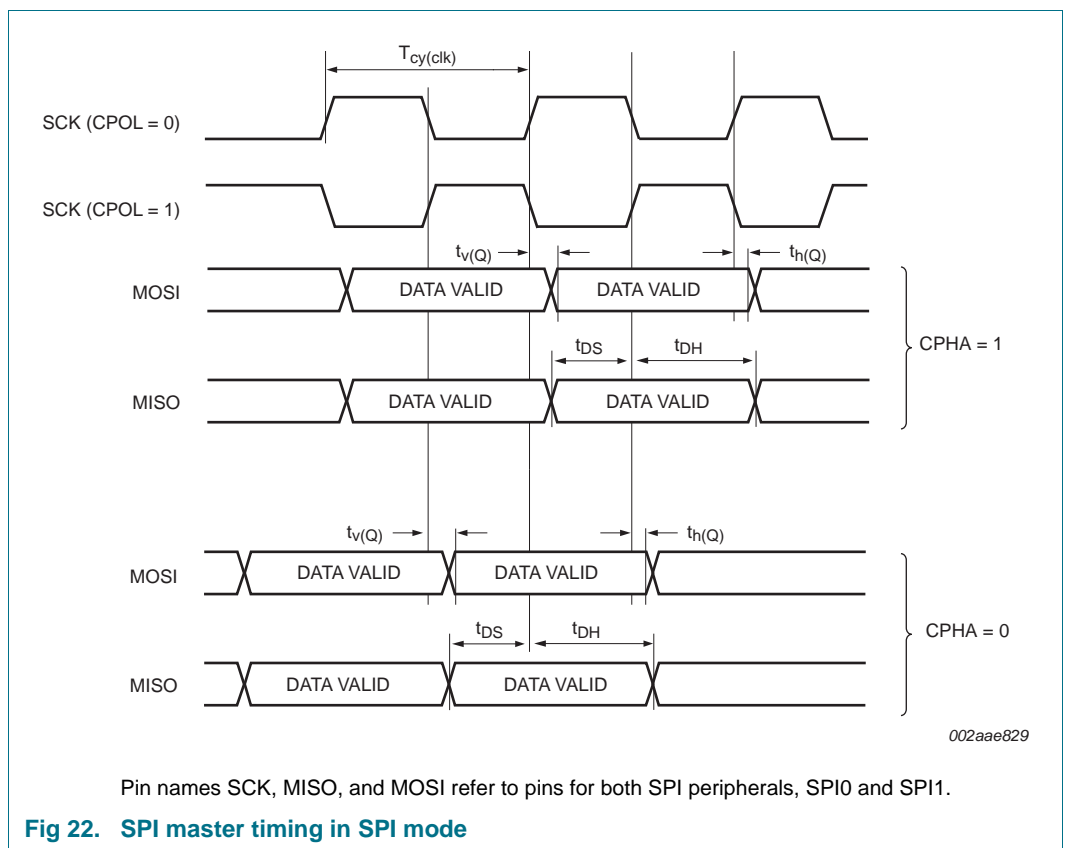 Tcy(clk)
SCK (CPOL = 0)
SCK (CPOL = 1)
tv(Q)
th(Q)
MOSI
DATA VALID
DATA VALID
tDS
tDH
CPHA = 1
MISO
DATA VALID
DATA VALID
tv(Q)
th(Q)
MOSI
DATA VALID
DATA VALID
tDS
tDH
CPHA = 0
MISO
DATA VALID
DATA VALID
002aae829
Pin names SCK, MISO, and MOSI refer to pins for both SPI peripherals, SPI0 and SPI1.
Fig 22. SPI master timing in SPI mode